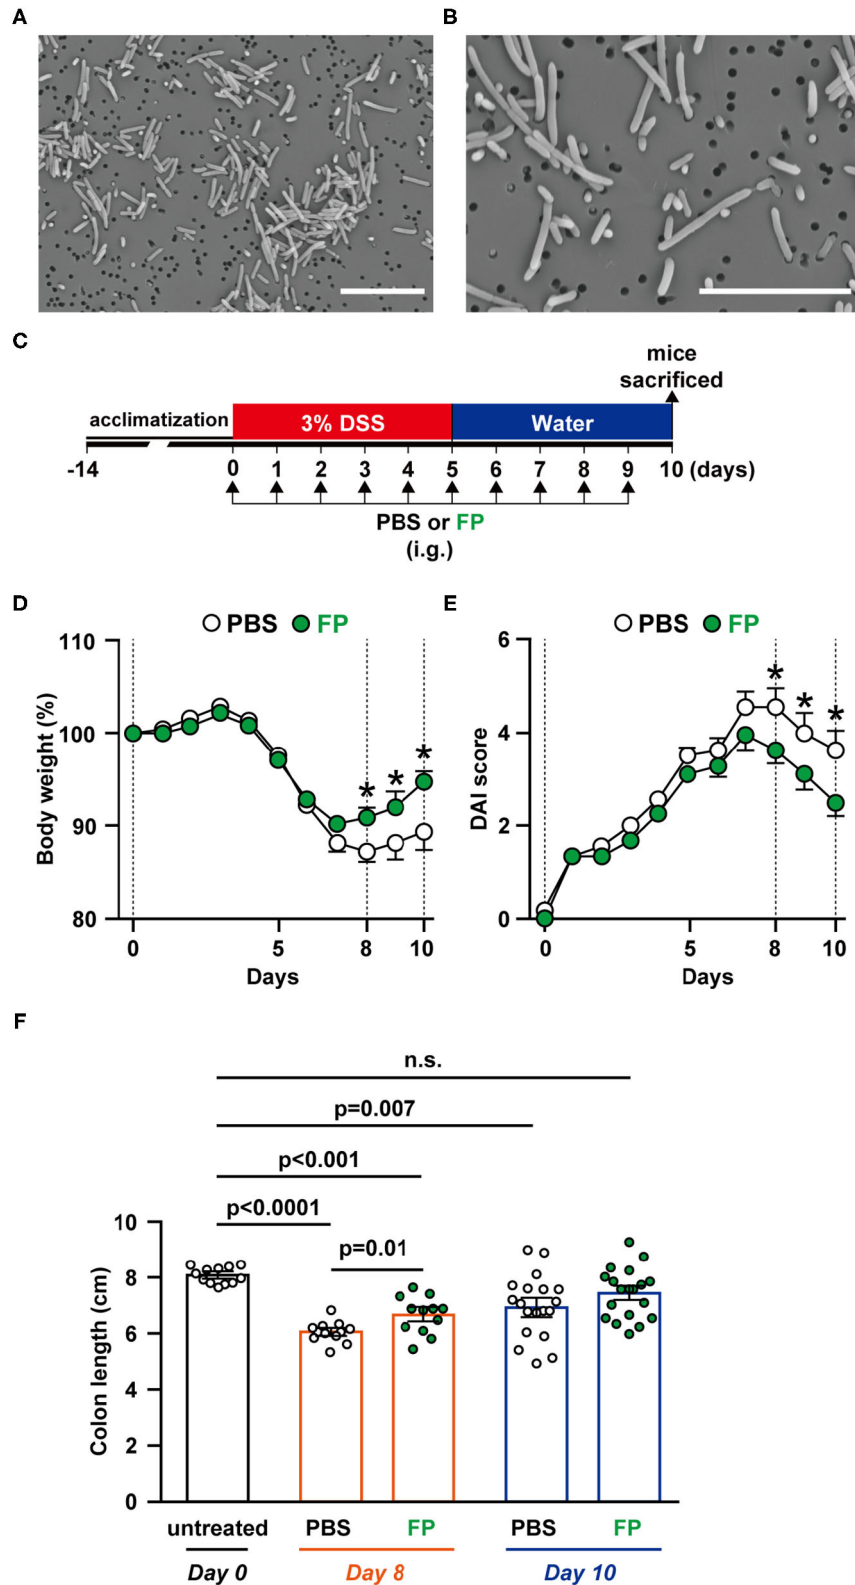 A
B
C
mice
sacrificed
acclimatization
3% DSS
Water
-14
0 1 2 3 4 5 6 7 8 9 10 (days)
PBS or FP
(i.g.)
D
PBS FP
110
100
90
80
Body weight (%)
* * *
0 5 8 10
Days
E
PBS FP
6
4
2
0
DAI score
* * *
0 5 8 10
Days
F
n.s.
p=0.007
p<0.001
p<0.0001
p=0.01
10
8
6
4
2
0
Colon length (cm)
untreated PBS FP PBS FP
Day 0 Day 8 Day 10